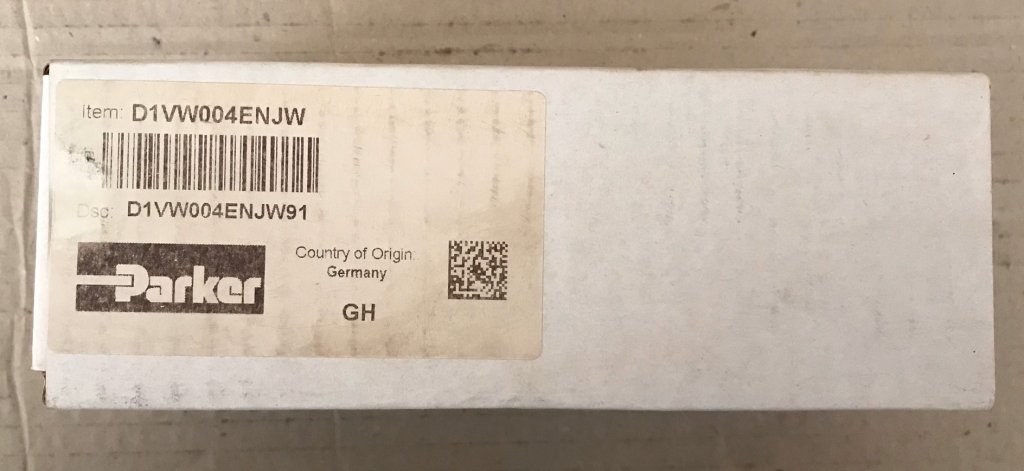 Item: D1VW004ENJW
Dsc: D1VW004ENJW91
Parker
Country of Origin:
Germany
GH